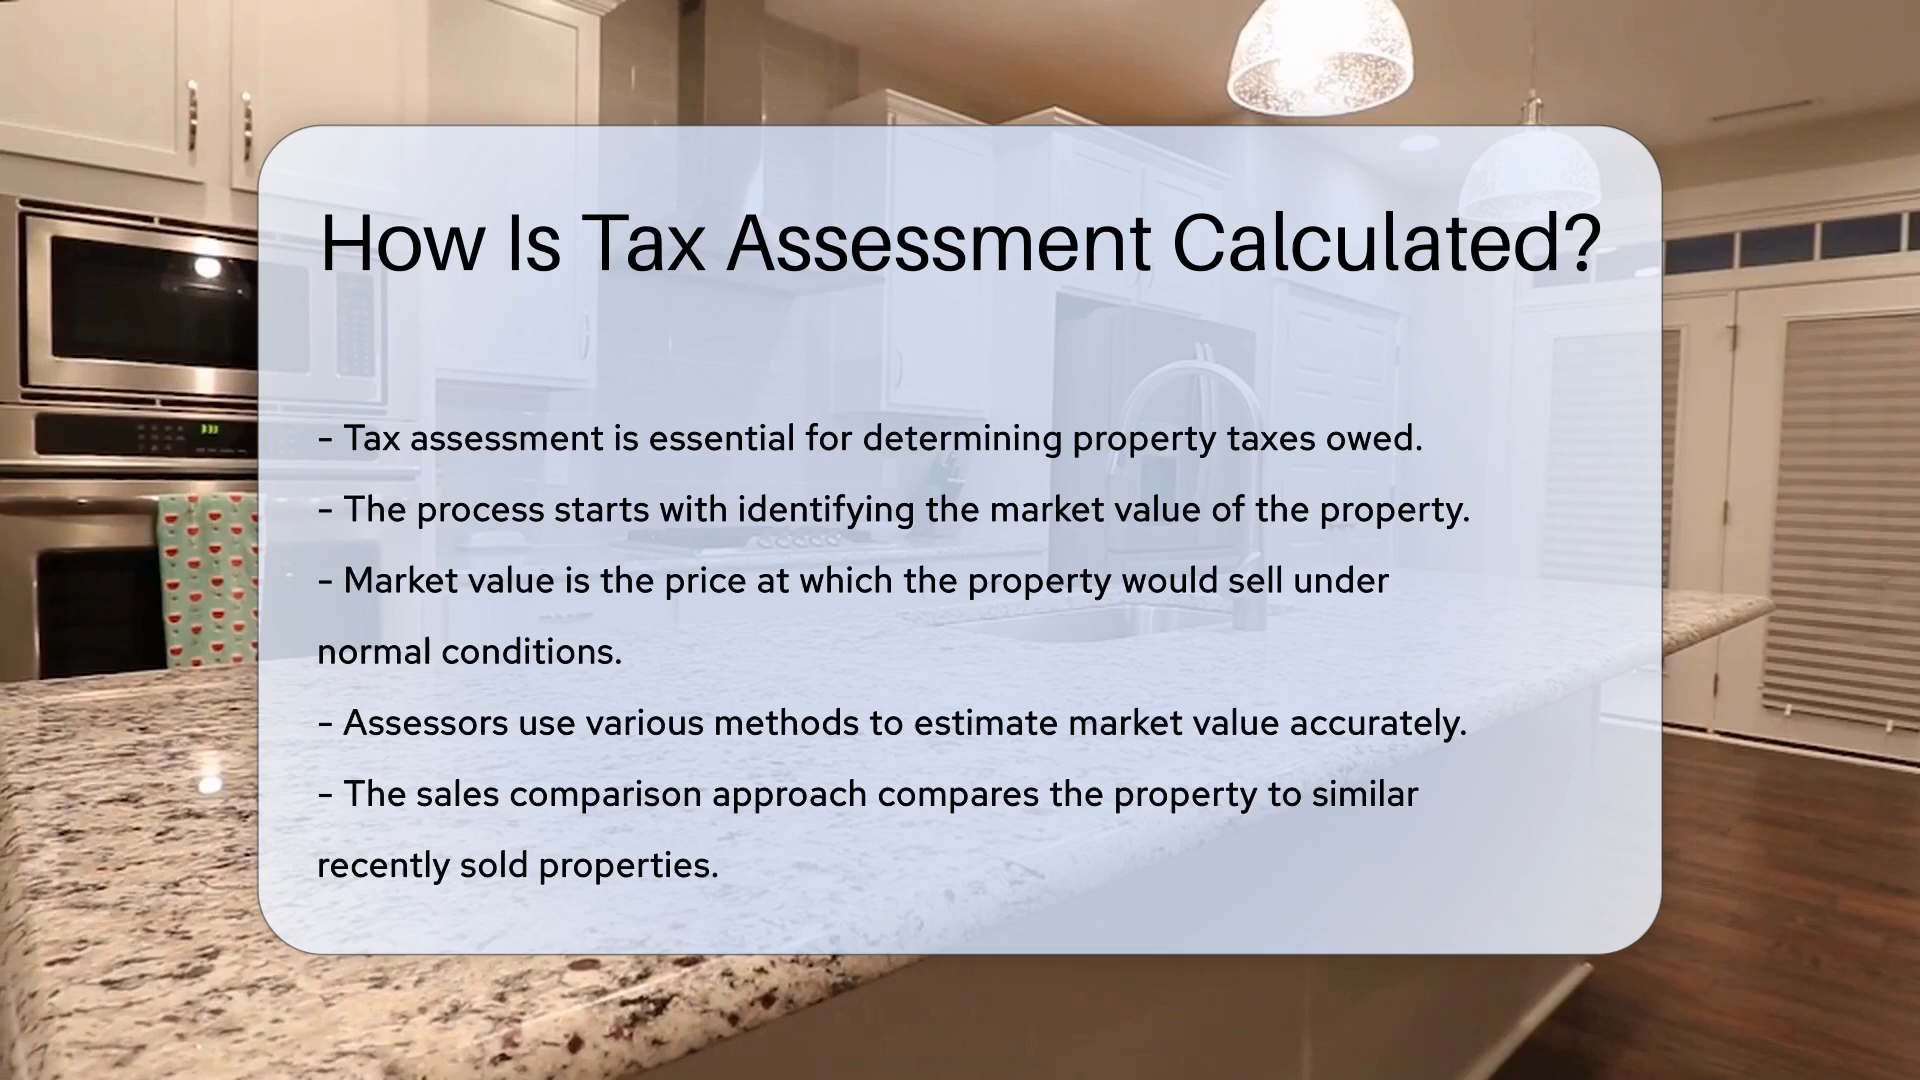 How Is Tax Assessment Calculated?
- Tax assessment is essential for determining property taxes owed.
- The process starts with identifying the market value of the property.
- Market value is the price at which the property would sell under
normal conditions.
- Assessors use various methods to estimate market value accurately.
- The sales comparison approach compares the property to similar
recently sold properties.